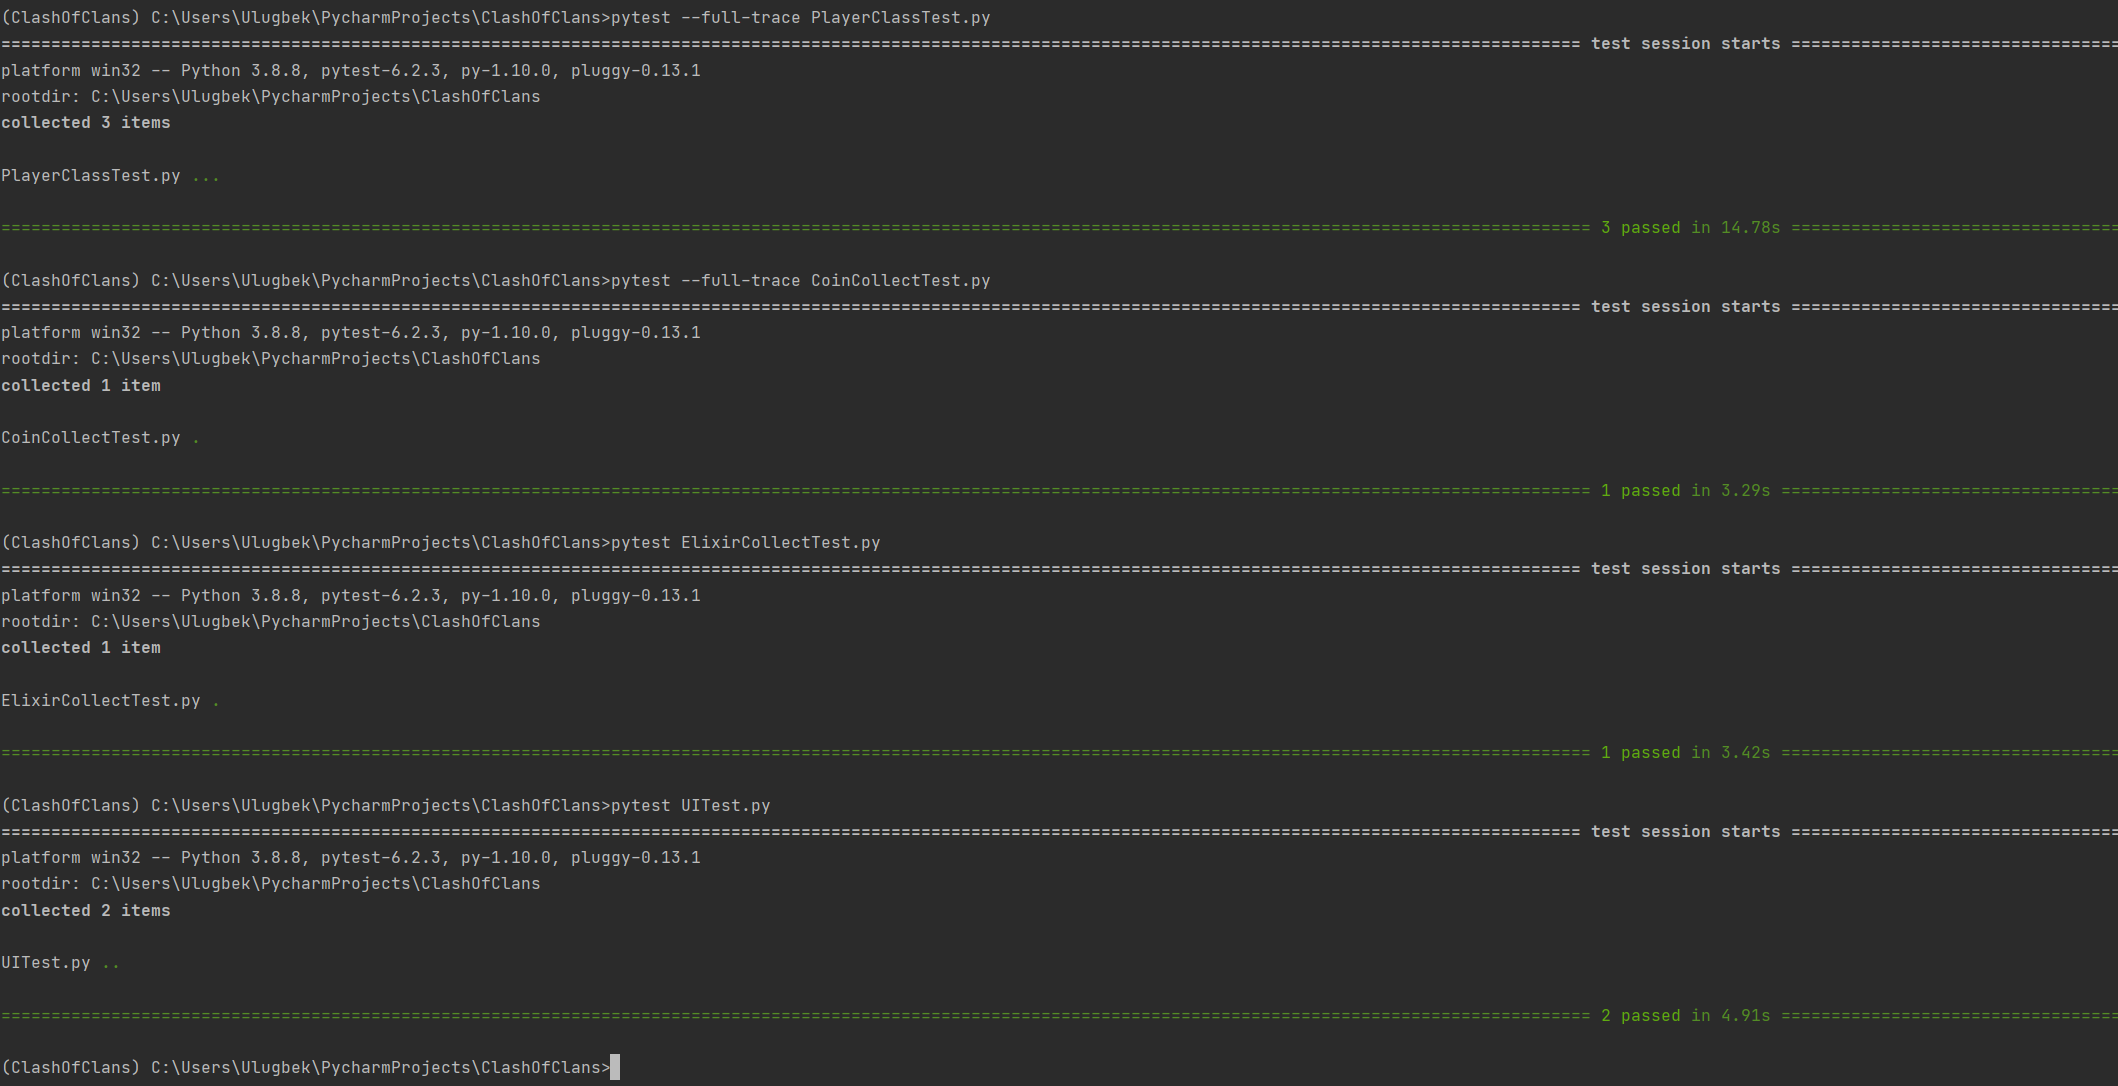 (ClashOfClans) C:\Users\Ulugbek\PycharmProjects\ClashOfClans>pytest --full-trace PlayerClassTest.py
============================================================================================================================================================== test session starts =================================
platform win32 -- Python 3.8.8, pytest-6.2.3, py-1.10.0, pluggy-0.13.1
rootdir: C:\Users\Ulugbek\PycharmProjects\ClashOfClans
collected 3 items
PlayerClassTest.py ...
=============================================================================================================================================================== 3 passed in 14.78s =================================
(ClashOfClans) C:\Users\Ulugbek\PycharmProjects\ClashOfClans>pytest --full-trace CoinCollectTest.py
============================================================================================================================================================== test session starts =================================
platform win32 -- Python 3.8.8, pytest-6.2.3, py-1.10.0, pluggy-0.13.1
rootdir: C:\Users\Ulugbek\PycharmProjects\ClashOfClans
collected 1 item
CoinCollectTest.py .
=============================================================================================================================================================== 1 passed in 3.29s ==================================
(ClashOfClans) C:\Users\Ulugbek\PycharmProjects\ClashOfClans>pytest ElixirCollectTest.py
============================================================================================================================================================== test session starts =================================
platform win32 -- Python 3.8.8, pytest-6.2.3, py-1.10.0, pluggy-0.13.1
rootdir: C:\Users\Ulugbek\PycharmProjects\ClashOfClans
collected 1 item
ElixirCollectTest.py .
=============================================================================================================================================================== 1 passed in 3.42s ==================================
(ClashOfClans) C:\Users\Ulugbek\PycharmProjects\ClashOfClans>pytest UITest.py
============================================================================================================================================================== test session starts =================================
platform win32 -- Python 3.8.8, pytest-6.2.3, py-1.10.0, pluggy-0.13.1
rootdir: C:\Users\Ulugbek\PycharmProjects\ClashOfClans
collected 2 items
UITest.py ..
=============================================================================================================================================================== 2 passed in 4.91s ==================================
(ClashOfClans) C:\Users\Ulugbek\PycharmProjects\ClashOfClans>